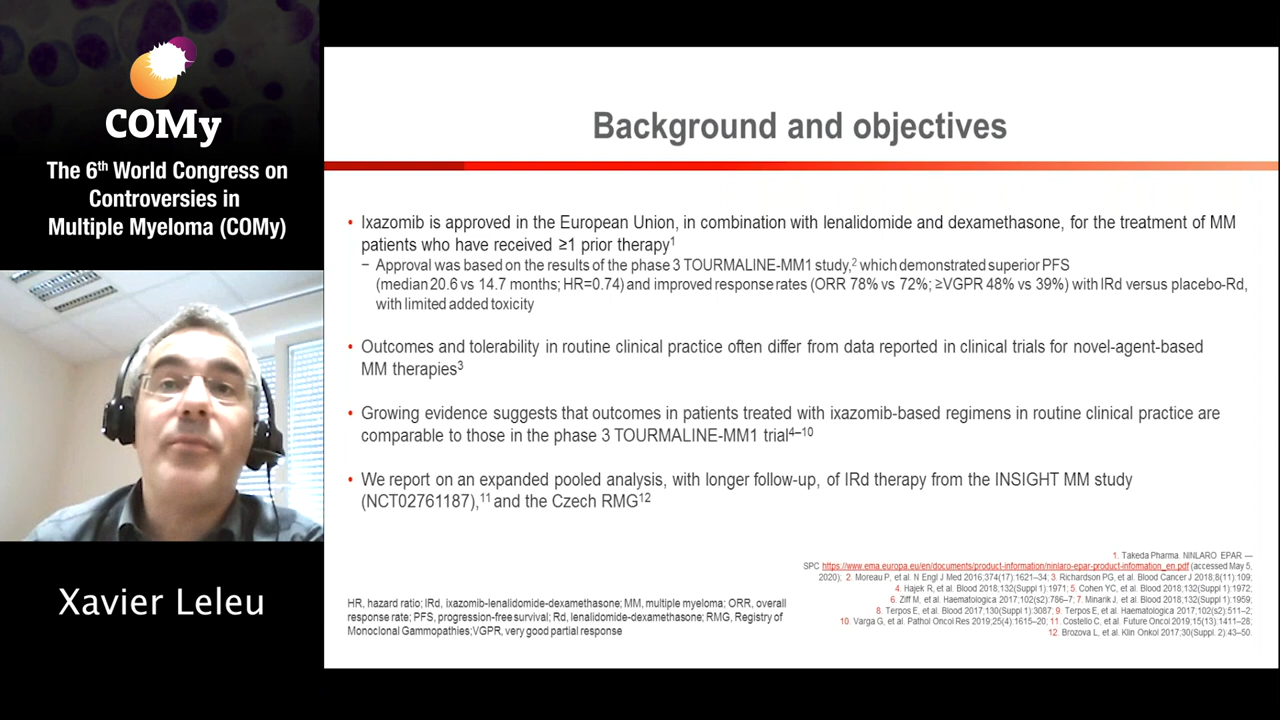 COMy
The 6th World Congress on
Controversies in
Multiple Myeloma (COMy)
Xavier Leleu
Background and objectives
• Ixazomib is approved in the European Union, in combination with lenalidomide and dexamethasone, for the treatment of MM
patients who have received ≥1 prior therapy1
– Approval was based on the results of the phase 3 TOURMALINE-MM1 study,2 which demonstrated superior PFS
(median 20.6 vs 14.7 months; HR=0.74) and improved response rates (ORR 78% vs 72%; ≥VGPR 48% vs 39%) with IRd versus placebo-Rd,
with limited added toxicity
• Outcomes and tolerability in routine clinical practice often differ from data reported in clinical trials for novel-agent-based
MM therapies3
• Growing evidence suggests that outcomes in patients treated with ixazomib-based regimens in routine clinical practice are
comparable to those in the phase 3 TOURMALINE-MM1 trial4–10
• We report on an expanded pooled analysis, with longer follow-up, of IRd therapy from the INSIGHT MM study
(NCT02761187),11 and the Czech RMG12
HR, hazard ratio; IRd, ixazomib-lenalidomide-dexamethasone; MM, multiple myeloma; ORR, overall
response rate; PFS, progression-free survival; Rd, lenalidomide-dexamethasone; RMG, Registry of
Monoclonal Gammopathies;VGPR, very good partial response
1. Takeda Pharma. NINLARO EPAR —
SPC https://www.ema.europa.eu/en/documents/product-information/ninlaro-epar-product-information_en.pdf (accessed May 5,
2020); 2. Moreau P, et al. N Engl J Med 2016;374(17):1621–34; 3. Richardson PG, et al. Blood Cancer J 2018;8(11):109;
4. Hajek R, et al. Blood 2018;132(Suppl 1):1971; 5. Cohen YC, et al. Blood 2018;132(Suppl 1):1972,
6. Ziff M, et al. Haematologica 2017;102(s2):786–7, 7. Minarik J, et al. Blood 2018;132(Suppl 1):1959,
8. Terpos E, et al. Blood 2017;130(Suppl 1):3087; 9. Terpos E, et al. Haematologica 2017;102(s2):511–2;
10. Varga G, et al. Pathol Oncol Res 2019;25(4):1615–20; 11. Costello C, et al. Future Oncol 2019;15(13):1411–28;
12. Brozova L, et al. Klin Onkol 2017;30(Suppl. 2):43–50.